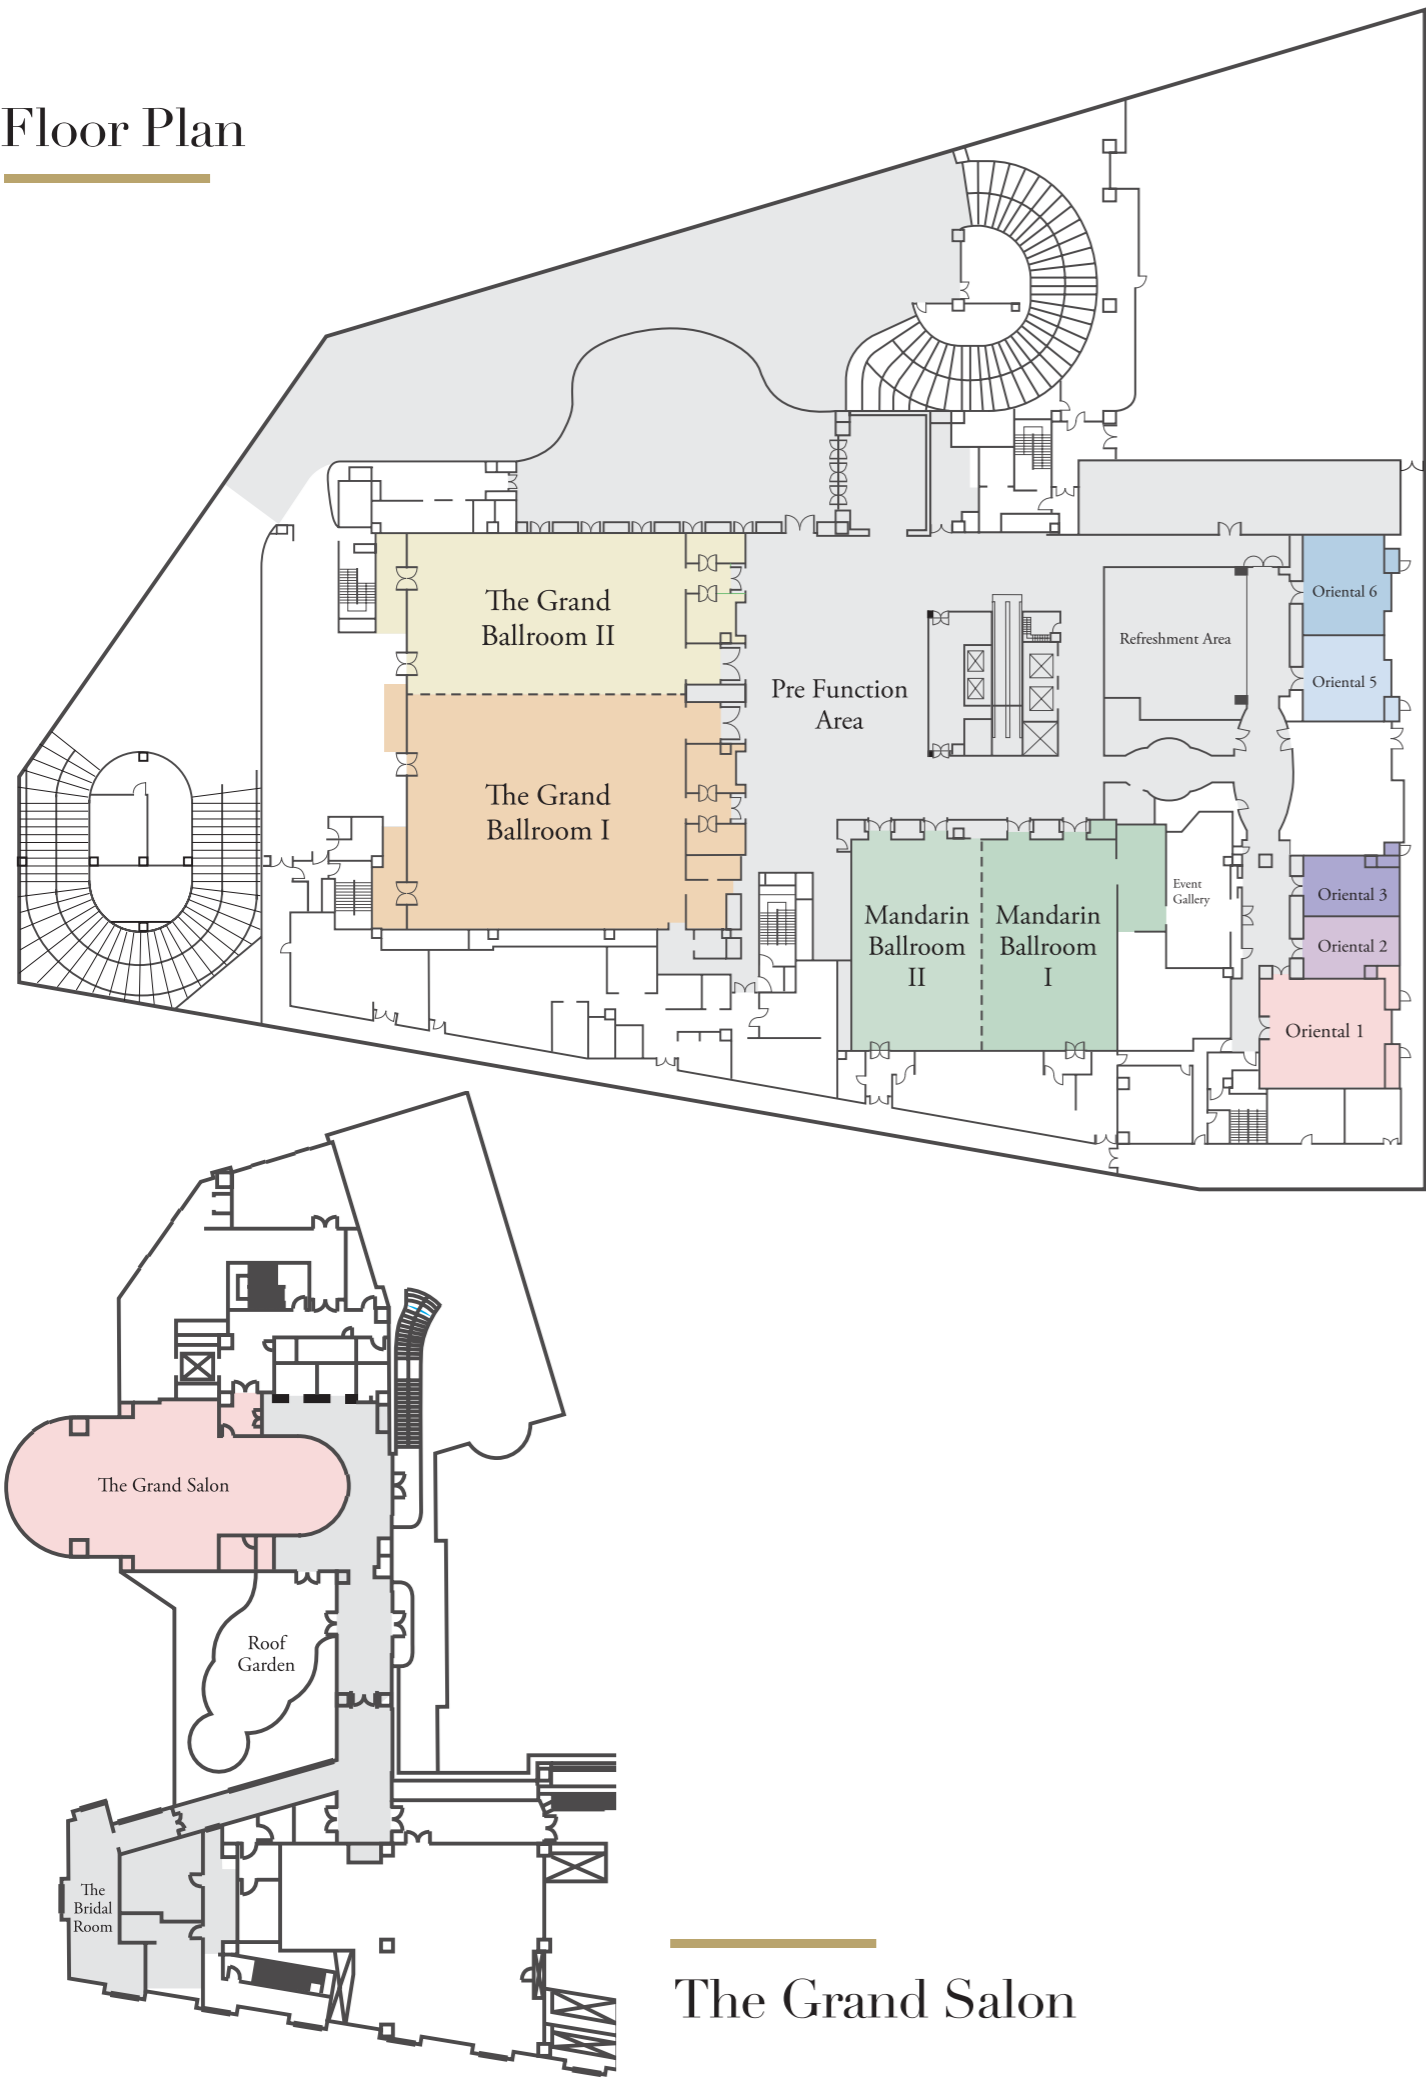 Floor Plan
The Grand
Ballroom II
Pre Function
Area
Refreshment Area
Oriental 6
Oriental 5
The Grand
Ballroom I
Mandarin
Ballroom
II
Mandarin
Ballroom
I
Event
Gallery
Oriental 3
Oriental 2
Oriental 1
The Grand Salon
Roof
Garden
The
Bridal
Room
The Grand Salon